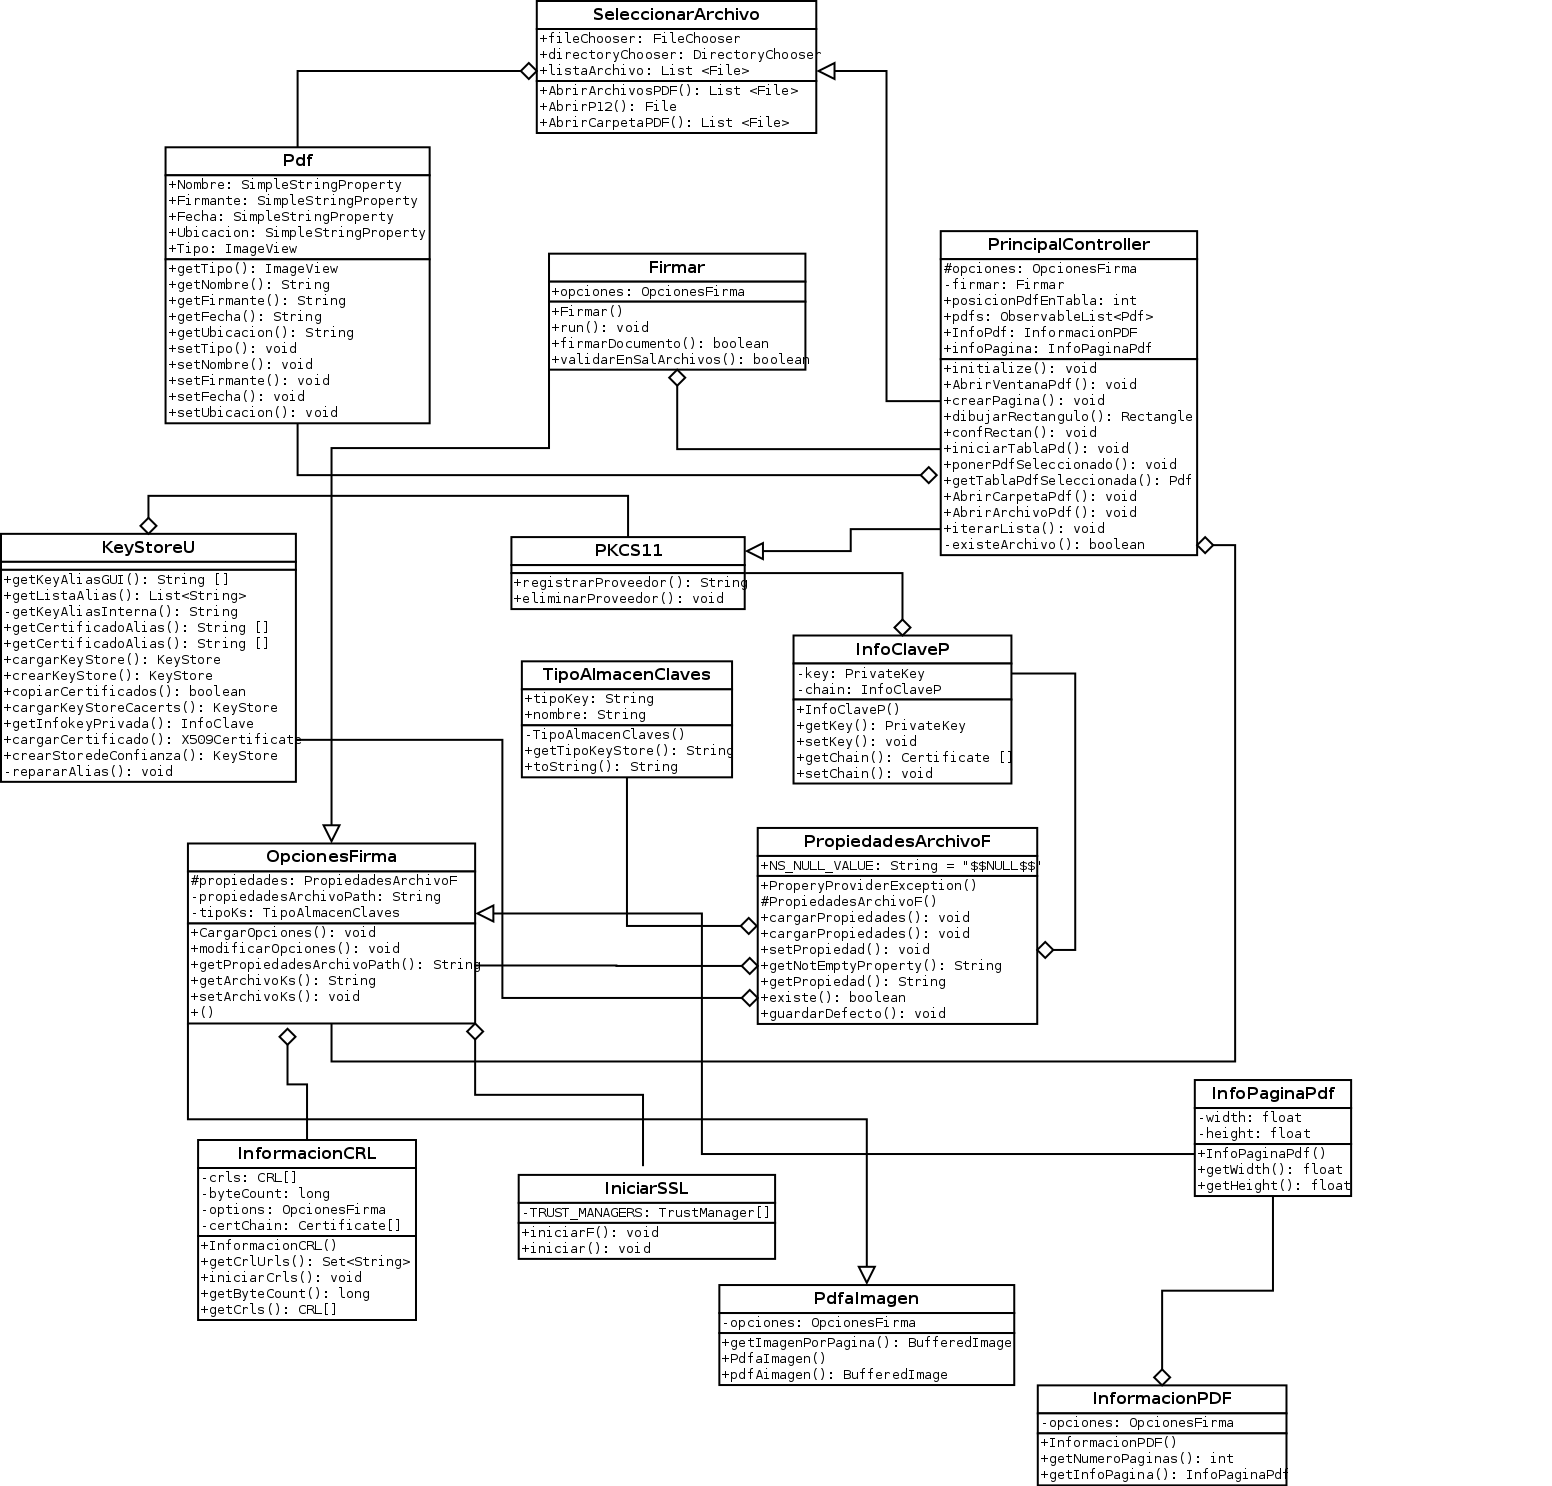 SeleccionarArchivo
+fileChooser: FileChooser
+directoryChooser: DirectoryChooser
+listaArchivo: List <File>
+AbrirArchivosPDF(): List <File>
+AbrirP12(): File
+AbrirCarpetaPDF(): List <File>
Pdf
+Nombre: SimpleStringProperty
+Firmante: SimpleStringProperty
+Fecha: SimpleStringProperty
+Ubicacion: SimpleStringProperty
+Tipo: ImageView
+getTipo(): ImageView
+getNombre(): String
+getFirmante(): String
+getFecha(): String
+getUbicacion(): String
+setTipo(): void
+setNombre(): void
+setFirmante(): void
+setFecha(): void
+setUbicacion(): void
Firmar
+opciones: OpcionesFirma
+Firmar()
+run(): void
+firmarDocumento(): boolean
+validarEnSalArchivos(): boolean
PrincipalController
#opciones: OpcionesFirma
-firmar: Firmar
+posicionPdfEnTabla: int
+pdfs: ObservableList<Pdf>
+InfoPdf: InformacionPDF
+infoPagina: InfoPaginaPdf
+initialize(): void
+AbrirVentanaPdf(): void
+crearPagina(): void
+dibujarRectangulo(): Rectangle
+confRectan(): void
+iniciarTablaPd(): void
+ponerPdfSeleccionado(): void
+getTablaPdfSeleccionada(): Pdf
+AbrirCarpetaPdf(): void
+AbrirArchivoPdf(): void
+iterarLista(): void
-existeArchivo(): boolean
KeyStoreU
+getKeyAliasGUI(): String []
+getListaAlias(): List<String>
-getKeyAliasInterna(): String
+getCertificadoAlias(): String []
+getCertificadoAlias(): String []
+cargarKeyStore(): KeyStore
+crearKeyStore(): KeyStore
+copiarCertificados(): boolean
+cargarKeyStoreCacerts(): KeyStore
+getInfokeyPrivada(): InfoClave
+cargarCertificado(): X509Certificate
+crearStoredeConfianza(): KeyStore
-repararAlias(): void
PKCS11
+registrarProveedor(): String
+eliminarProveedor(): void
InfoClaveP
-key: PrivateKey
-chain: InfoClaveP
+InfoClaveP()
+getKey(): PrivateKey
+setKey(): void
+getChain(): Certificate []
+setChain(): void
TipoAlmacenClaves
+tipoKey: String
+nombre: String
-TipoAlmacenClaves()
+getTipoKeyStore(): String
+toString(): String
PropiedadesArchivoF
+NS_NULL_VALUE: String = "$$NULL$$"
+ProperyProviderException()
#PropiedadesArchivoF()
+cargarPropiedades(): void
+cargarPropiedades(): void
+setPropiedad(): void
+getNotEmptyProperty(): String
+getPropiedad(): String
+existe(): boolean
+guardarDefecto(): void
OpcionesFirma
#propiedades: PropiedadesArchivoF
-propiedadesArchivoPath: String
-tipoKs: TipoAlmacenClaves
+CargarOpciones(): void
+modificarOpciones(): void
+getPropiedadesArchivoPath(): String
+getArchivoKs(): String
+setArchivoKs(): void
+()
InfoPaginaPdf
-width: float
-height: float
+InfoPaginaPdf()
+getWidth(): float
+getHeight(): float
InformacionCRL
-crls: CRL[]
-byteCount: long
-options: OpcionesFirma
-certChain: Certificate[]
+InformacionCRL()
+getCrlUrls(): Set<String>
+iniciarCrls(): void
+getByteCount(): long
+getCrls(): CRL[]
IniciarSSL
-TRUST_MANAGERS: TrustManager[]
+iniciarF(): void
+iniciar(): void
PdfaImagen
-opciones: OpcionesFirma
+getImagenPorPagina(): BufferedImage
+PdfaImagen()
+pdfAimagen(): BufferedImage
InformacionPDF
-opciones: OpcionesFirma
+InformacionPDF()
+getNumeroPaginas(): int
+getInfoPagina(): InfoPaginaPdf